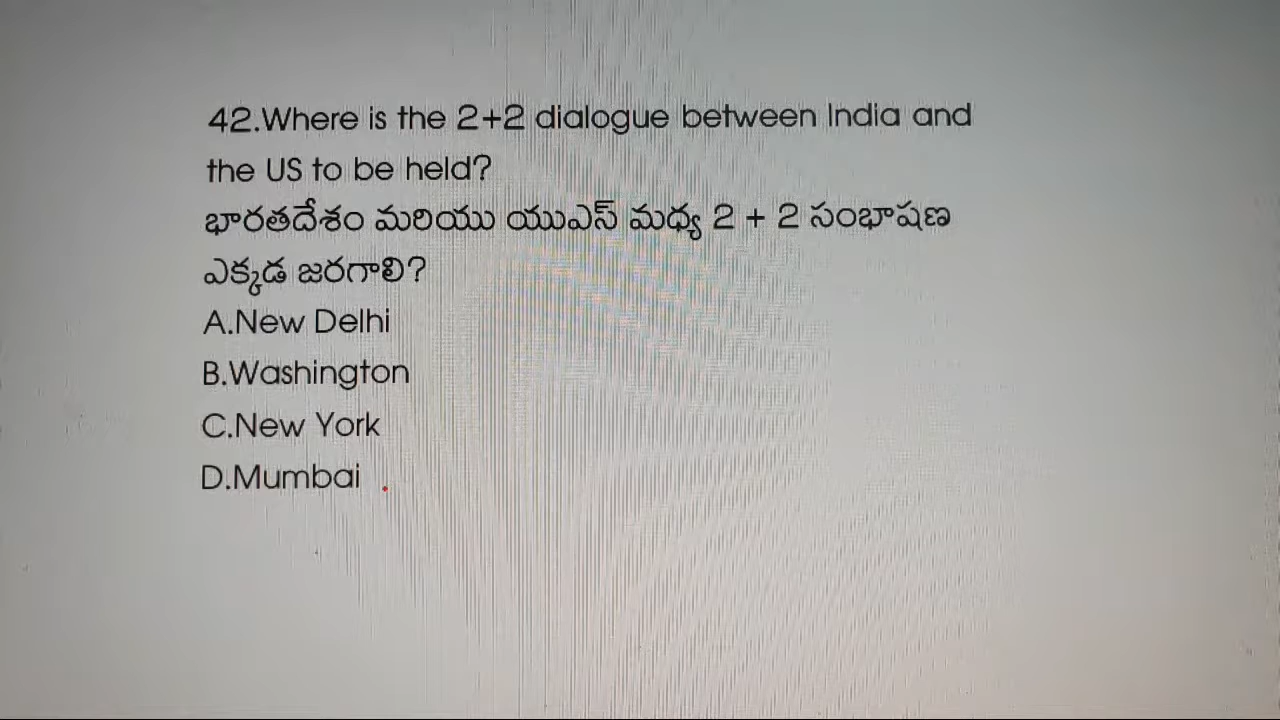 42.Where is the 2+2 dialogue between India and
the US to be held?
భారతదేశం మరియు యుఎస్ మధ్య 2 + 2 సంభాషణ
ఎక్కడ జరగాలి?
A.New Delhi
B.Washington
C.New York
D.Mumbai